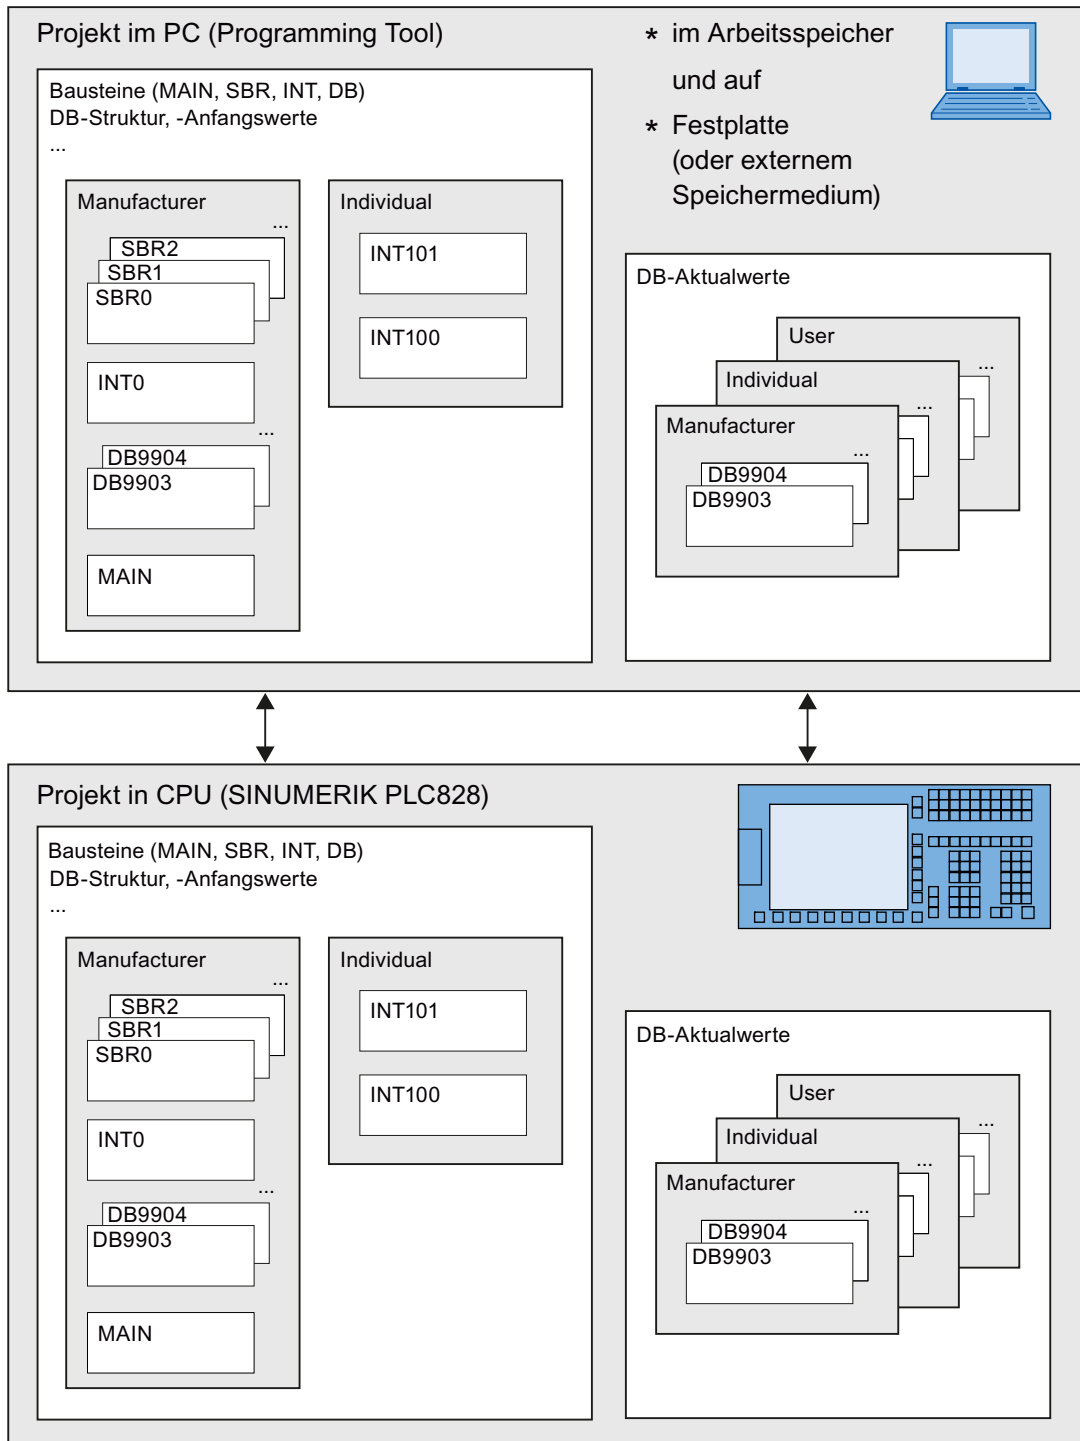 Projekt im PC (Programming Tool)
* im Arbeitsspeicher
und auf
* Festplatte
(oder externem
Speichermedium)
Bausteine (MAIN, SBR, INT, DB)
DB-Struktur, -Anfangswerte
...
Manufacturer
...
SBR2
SBR1
SBR0
INT0
...
DB9904
DB9903
MAIN
Individual
INT101
INT100
DB-Aktualwerte
User
...
Individual
...
Manufacturer
...
DB9904
DB9903
Projekt in CPU (SINUMERIK PLC828)
Bausteine (MAIN, SBR, INT, DB)
DB-Struktur, -Anfangswerte
...
Manufacturer
...
SBR2
SBR1
SBR0
INT0
...
DB9904
DB9903
MAIN
Individual
INT101
INT100
DB-Aktualwerte
User
...
Individual
...
Manufacturer
...
DB9904
DB9903